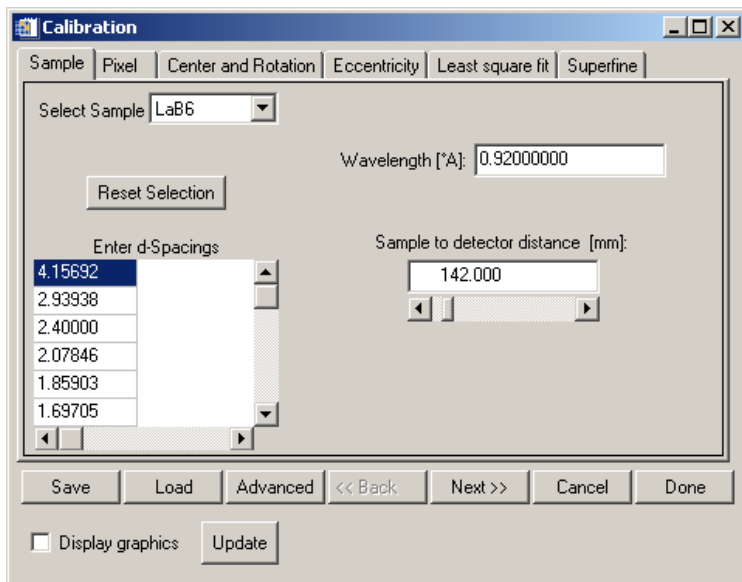 Calibration
Sample Pixel Center and Rotation Eccentricity Least square fit Superfine
Select Sample LaB6
Wavelength [°A]: 0.92000000
Reset Selection
Enter d-Spacings
Sample to detector distance [mm]:
4.15692
142.000
2.93938
2.40000
2.07846
1.85903
1.69705
Save Load Advanced << Back Next >> Cancel Done
Display graphics Update